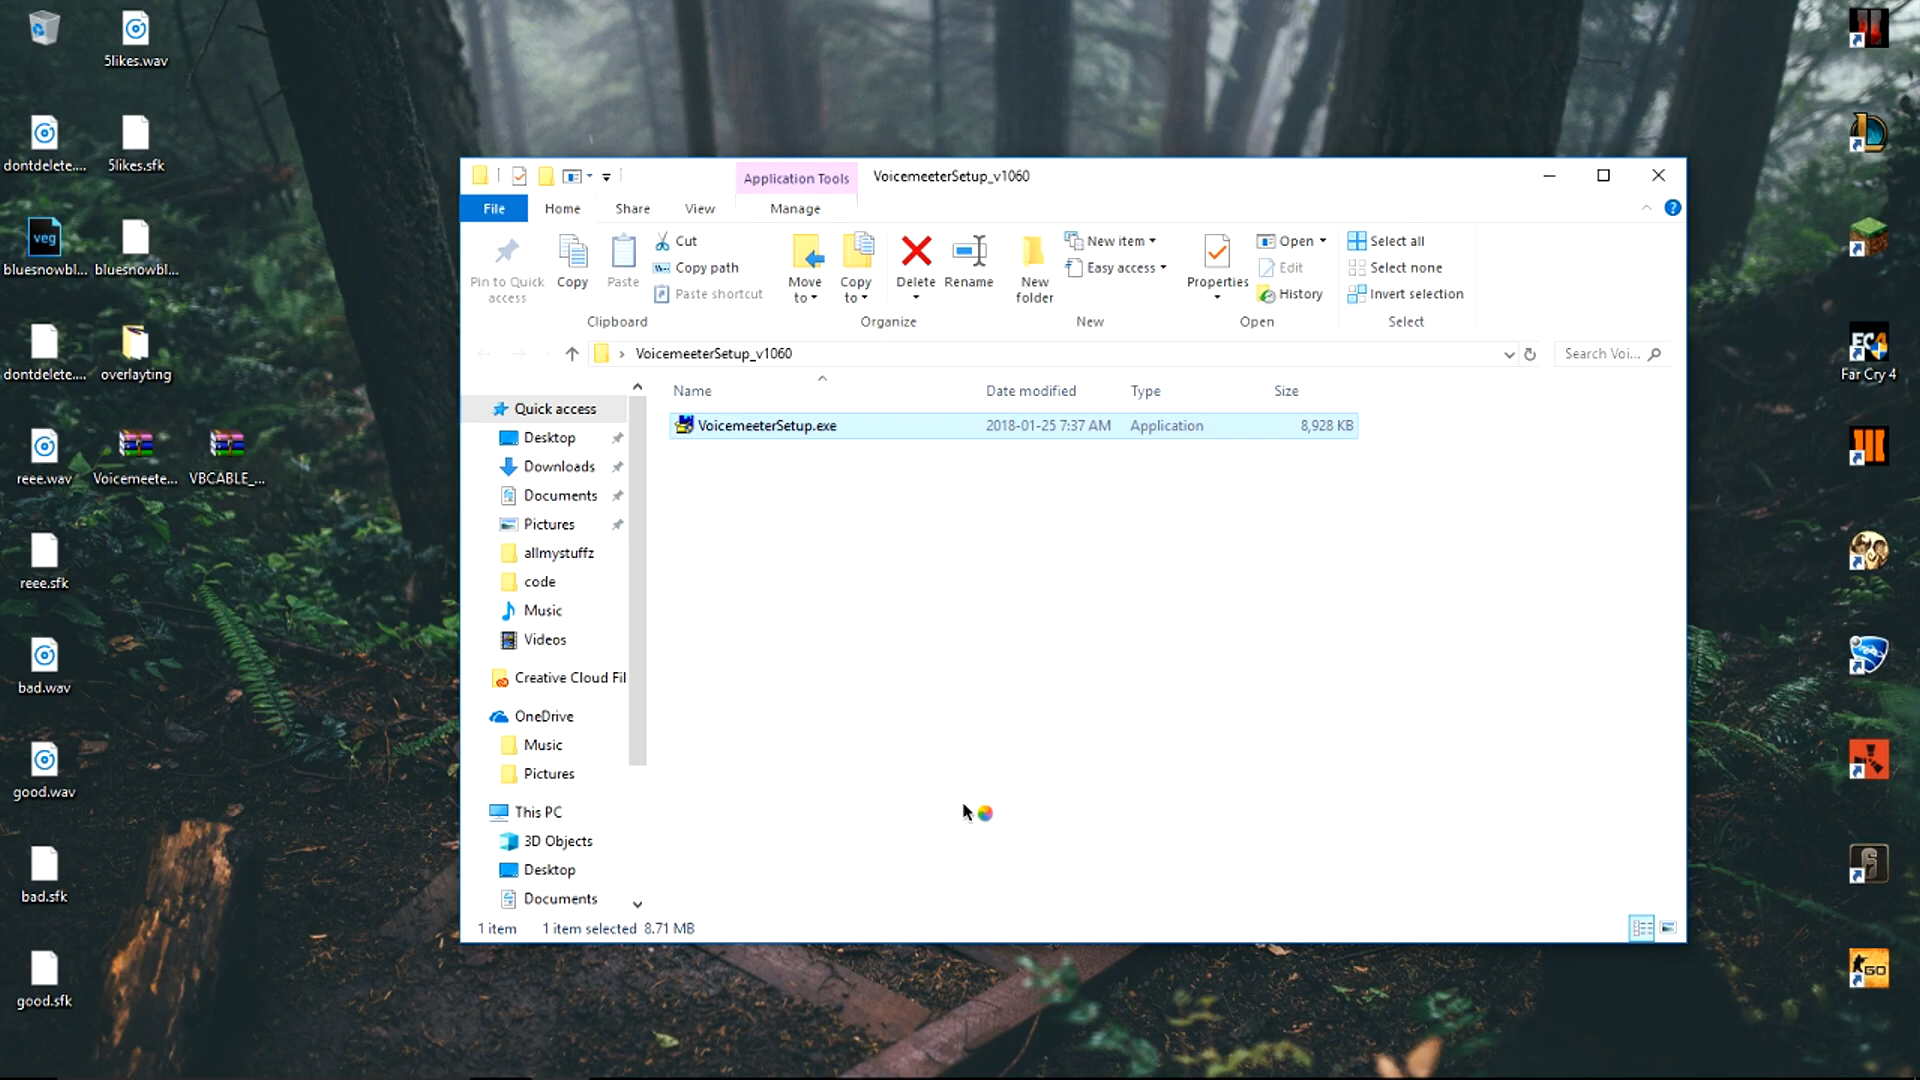 5likes.wav
dontdelete....
5likes.sfk
veg
bluesnowbl...
bluesnowbl...
dontdelete....
overlayting
reee.wav
Voicemeete...
VBCABLE_...
reee.sfk
bad.wav
good.wav
bad.sfk
good.sfk
Application Tools
VoicemeeterSetup_v1060
File
Home
Share
View
Manage
Pin to Quick
access
Copy
Paste
Cut
Copy path
Paste shortcut
Clipboard
Move
to
Copy
to
Delete
Rename
Organize
New
folder
New item
Easy access
New
Properties
Open
Edit
History
Open
Select all
Select none
Invert selection
Select
VoicemeeterSetup_v1060
Search Voi...
Name
Date modified
Type
Size
VoicemeeterSetup.exe
2018-01-25 7:37 AM
Application
8,928 KB
Quick access
Desktop
Downloads
Documents
Pictures
allmystuffz
code
Music
Videos
Creative Cloud Fil
OneDrive
Music
Pictures
This PC
3D Objects
Desktop
Documents
1 item
1 item selected 8.71 MB
FC4
Far Cry 4
GO